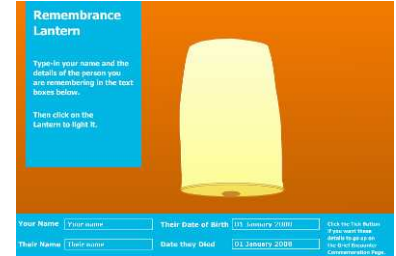 Remembrance
Lantern
Type-in your name and the
details of the person you
are remembering in the text
boxes below.
Then click on the
Lantern to light it.
Your Name Your name Their Date of Birth 01 January 2000
Their Name Their name Date they Died 01 January 2000
Click the Tick Button
if you want these
details to go up on
the Brief Encounter
Commemoration Page.